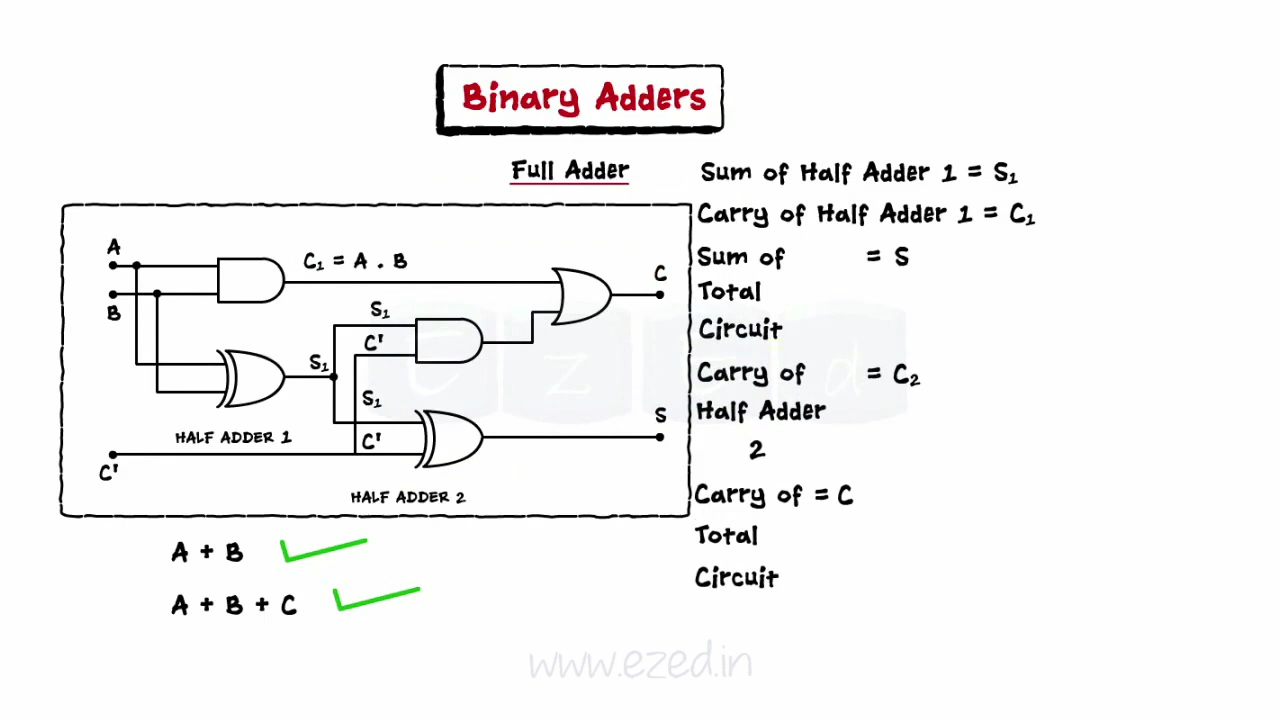 Binary Adders
Full Adder
A
B
C₁ = A . B
C
S₁
C'
S₁
S₁
C'
S
HALF ADDER 1
C'
HALF ADDER 2
A + B
A + B + C
Sum of Half Adder 1 = S₁
Carry of Half Adder 1 = C₁
Sum of = S
Total
Circuit
Carry of = C₂
Half Adder
2
Carry of = C
Total
Circuit
www.ezed.in